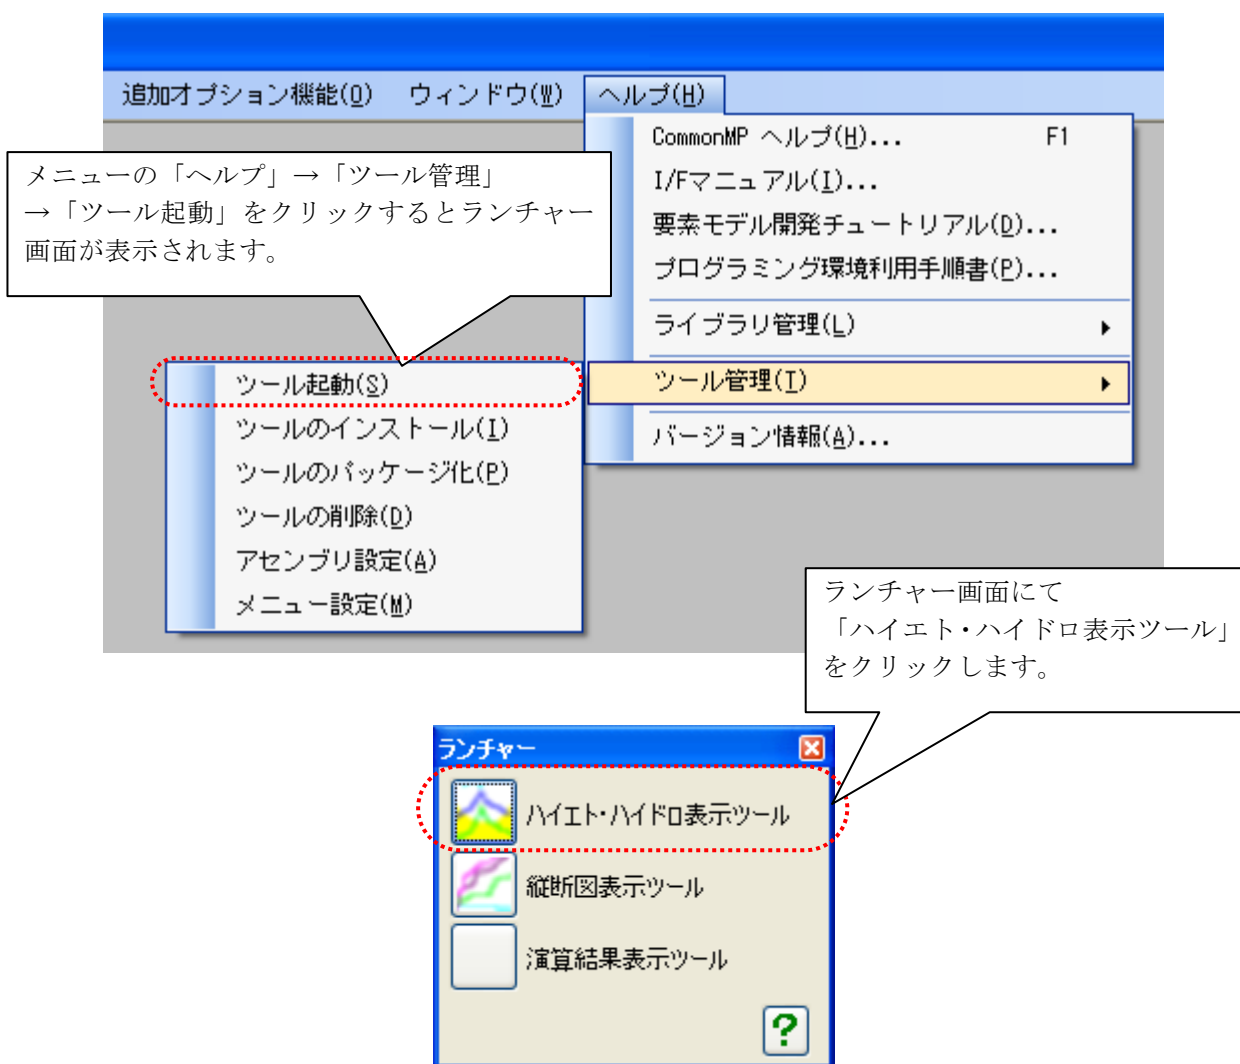 追加オプション機能(O) ウィンドウ(W) ヘルプ(H)
CommonMP ヘルプ(H)... F1
I/Fマニュアル(I)...
要素モデル開発チュートリアル(D)...
プログラミング環境利用手順書(P)...
ライブラリ管理(L)
ツール管理(T)
バージョン情報(A)...
メニューの「ヘルプ」→「ツール管理」
→「ツール起動」をクリックするとランチャー
画面が表示されます。
ツール起動(S)
ツールのインストール(I)
ツールのパッケージ化(P)
ツールの削除(D)
アセンブリ設定(A)
メニュー設定(M)
ランチャー画面にて
「ハイエト・ハイドロ表示ツール」
をクリックします。
ランチャー
ハイエト・ハイドロ表示ツール
縦断図表示ツール
演算結果表示ツール
?